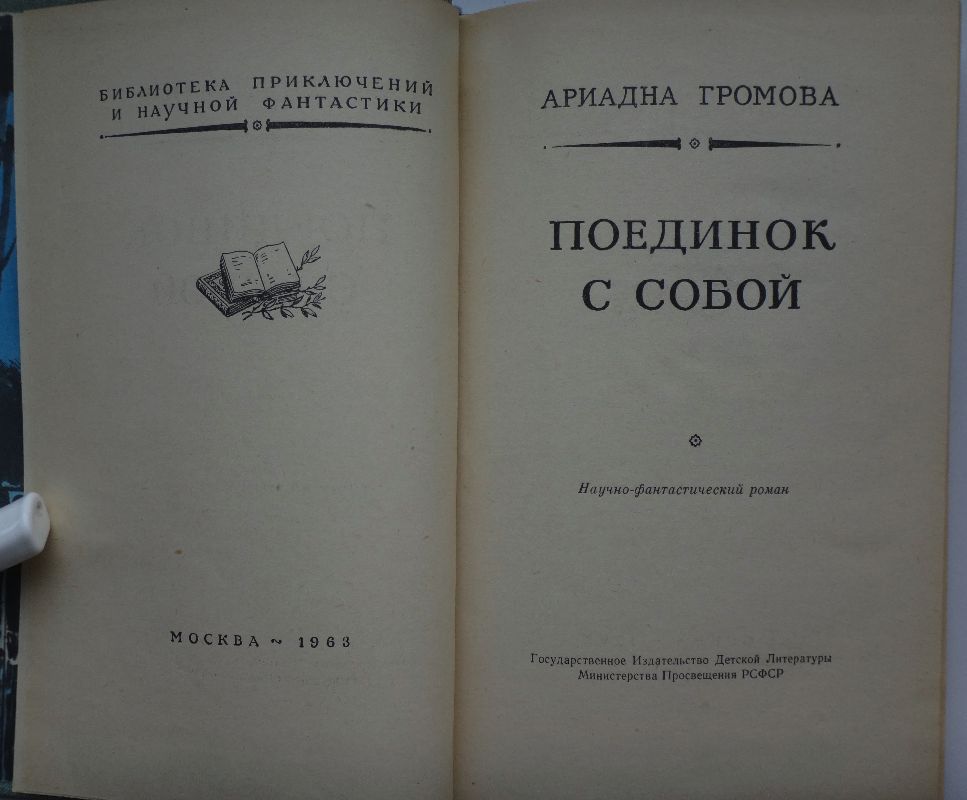 БИБЛИОТЕКА ПРИКЛЮЧЕНИЙ
И НАУЧНОЙ ФАНТАСТИКИ
МОСКВА ~ 1963
АРИАДНА ГРОМОВА
ПОЕДИНОК
С СОБОЙ
Научно-фантастический роман
Государственное Издательство Детской Литературы
Министерства Просвещения РСФСР